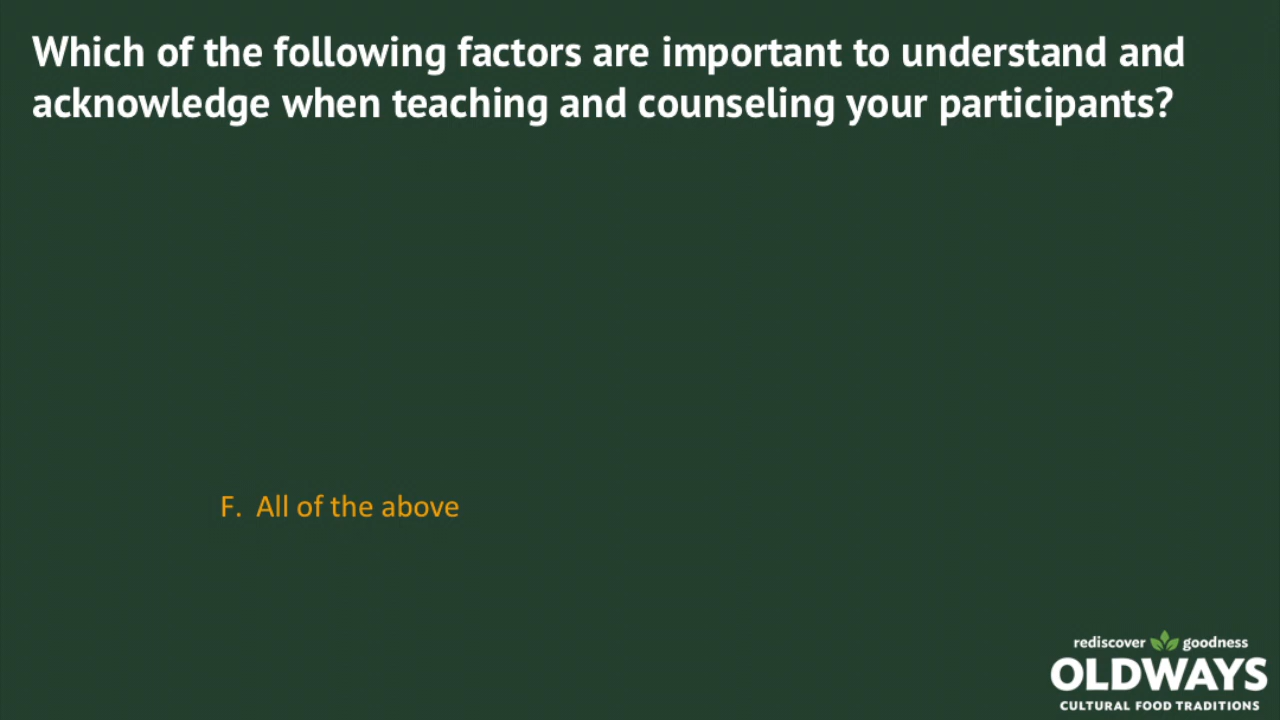 Which of the following factors are important to understand and
acknowledge when teaching and counseling your participants?
F. All of the above
rediscover goodness
OLDWAYS
CULTURAL FOOD TRADITIONS